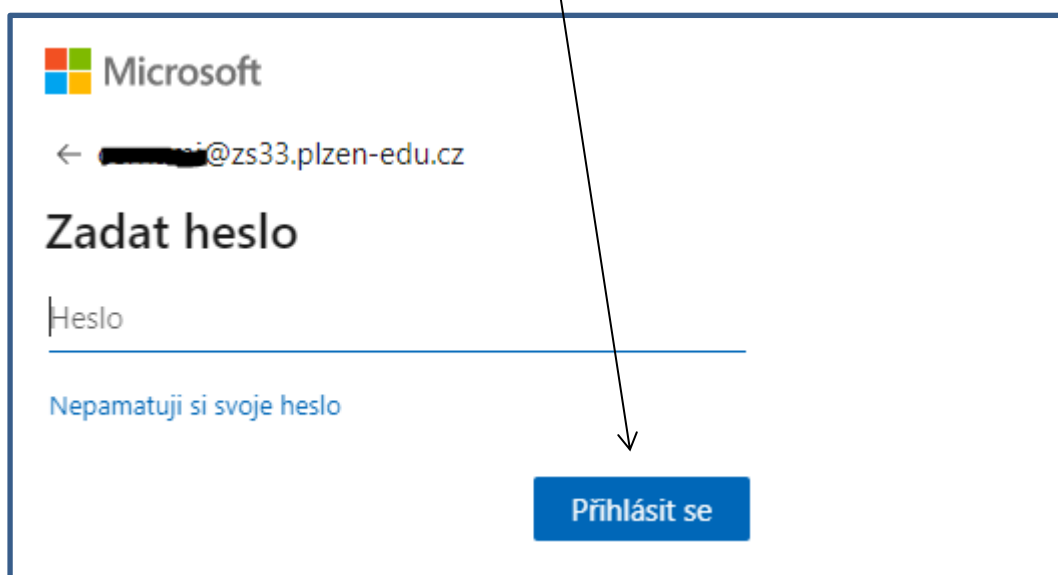 Microsoft
← @zs33.plzen-edu.cz
Zadat heslo
Heslo
Nepamatuji si svoje heslo
Přihlásit se